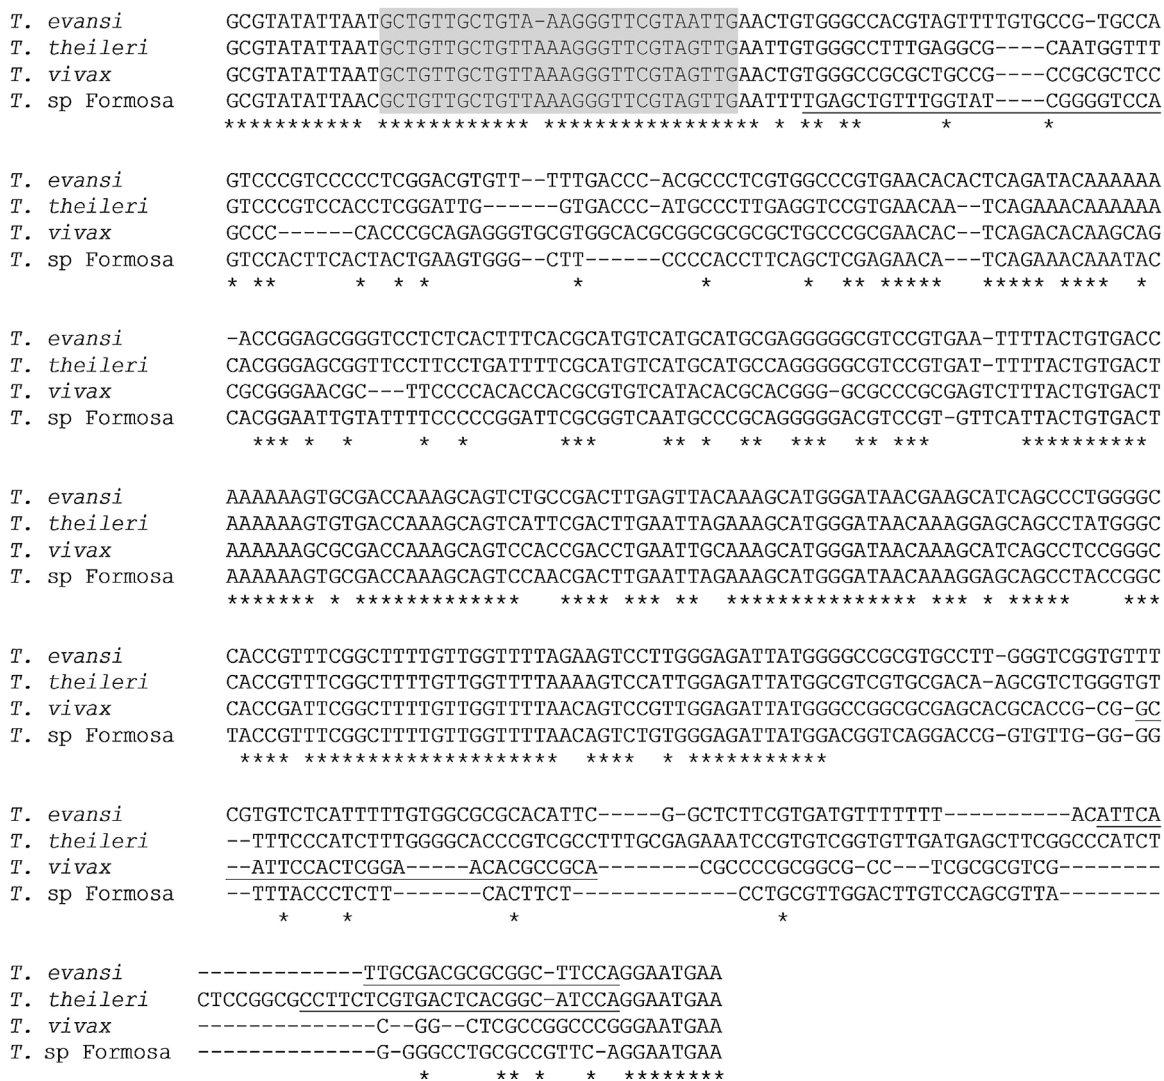 T. evansi GCGTATATTAATGCTGTTGCTGTA-AAGGGTTCGTAATTGAACTGTGGGCCACGTAGTTTTGTGCCG-TGCCA
T. theileri GCGTATATTAATGCTGTTGCTGTTAAAGGGTTCGTAGTTGAATTGTGGGCCTTTGAGGCG----CAATGGTTT
T. vivax GCGTATATTAATGCTGTTGCTGTTAAAGGGTTCGTAGTTGAACTGTGGGCCGCGCTGCCG----CCGCGCTCC
T. sp Formosa GCGTATATTAACGCTGTTGCTGTTAAAGGGTTCGTAGTTGAATTTTGAGCTGTTTGGTAT----CGGGGTCCA
*********** ************ ***************** * ** ** * *
T. evansi GTCCCGTCCCCCTCGGACGTGTT--TTTGACCC-ACGCCCTCGTGGCCCGTGAACACACTCAGATACAAAAAA
T. theileri GTCCCGTCCACCTCGGATTG------GTGACCC-ATGCCCTTGAGGTCCGTGAACAA--TCAGAAACAAAAAA
T. vivax GCCC------CACCCGCAGAGGGTGCGTGGCACGCGGCGCGCGCTGCCCGCGAACAC--TCAGACACAAGCAG
T. sp Formosa GTCCACTTCACTACTGAAGTGGG--CTT------CCCCACCTTCAGCTCGAGAACA---TCAGAAACAAATAC
* ** * * * * * * ** ***** ***** **** *
T. evansi -ACCGGAGCGGGTCCTCTCACTTTCACGCATGTCATGCATGCGAGGGGGCGTCCGTGAA-TTTTACTGTGACC
T. theileri CACGGGAGCGGTTCCTTCCTGATTTTCGCATGTCATGCATGCCAGGGGGCGTCCGTGAT-TTTTACTGTGACT
T. vivax CGCGGGAACGC---TTCCCCACACCACGCGTGTCATACACGCACGGG-GCGCCCGCGAGTCTTTACTGTGACT
T. sp Formosa CACGGAATTGTATTTTCCCCCGGATTCGCGGTCAATGCCCGCAGGGGGACGTCCGT-GTTCATTACTGTGACT
*** * * * * *** ** * ** *** ** *** **********
T. evansi AAAAAAGTGCGACCAAAGCAGTCTGCCGACTTGAGTTACAAAGCATGGGATAACGAAGCATCAGCCCTGGGGC
T. theileri AAAAAAGTGTGACCAAAGCAGTCATTCGACTTGAATTAGAAAGCATGGGATAACAAAGGAGCAGCCTATGGGC
T. vivax AAAAAAGCGCGACCAAAGCAGTCCACCGACCTGAATTGCAAAGCATGGGATAACAAAGCATCAGCCTCCGGGC
T. sp Formosa AAAAAAGTGCGACCAAAGCAGTCCAACGACTTGAATTAGAAAGCATGGGATAACAAAGGAGCAGCCTACCGGC
******* * ************* **** *** ** *************** *** * ***** ***
T. evansi CACCGTTTCGGCTTTTGTTGGTTTTAGAAGTCCTTGGGAGATTATGGGGCCGCGTGCCTT-GGGTCGGTGTTT
T. theileri CACCGTTTCGGCTTTTGTTGGTTTTAAAAGTCCATTGGAGATTATGGCGTCGTGCGACA-AGCGTCTGGGTGT
T. vivax CACCGATTCGGCTTTTGTTGGTTTTAACAGTCCGTTGGAGATTATGGGCCGGCGCGAGCACGCACCG-CG-GC
T. sp Formosa TACCGTTTCGGCTTTTGTTGGTTTTAACAGTCTGTGGGAGATTATGGACGGTCAGGACCG-GTGTTG-GG-GG
**** ******************** **** * ***********
T. evansi CGTGTCTCATTTTTGTGGCGCGCACATTC-----G-GCTCTTCGTGATGTTTTTTT----------ACATTCA
T. theileri --TTTCCCATCTTTGGGGCACCCGTCGCCTTTGCGAGAAATCCGTGTCGGTGTTGATGAGCTTCGGCCCATCT
T. vivax --ATTCCACTCGGA-----ACACGCCGCA--------CGCCCCGCGGCG-CC---TCGCGCGTCG--------
T. sp Formosa --TTTACCCTCTT-------CACTTCT-------------CCTGCGTTGGACTTGTCCAGCGTTA--------
* * * *
T. evansi -------------TTGCGACGCGCGGC-TTCCAGGAATGAA
T. theileri CTCCGGCGCCTTCTCGTGACTCACGGC-ATCCAGGAATGAA
T. vivax --------------C--GG--CTCGCCGGCCCGGGAATGAA
T. sp Formosa --------------G-GGGCCTGCGCCGTTC-AGGAATGAA
* ** * * ********